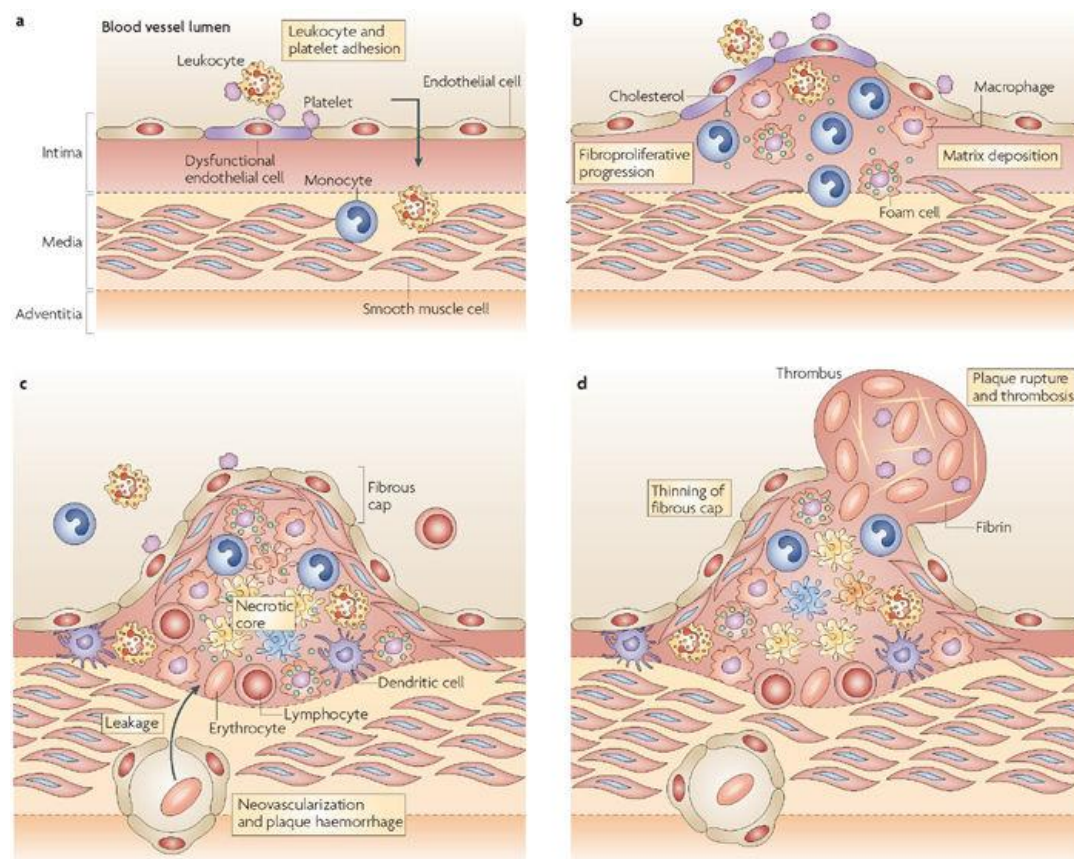 a
Blood vessel lumen
Leukocyte and
platelet adhesion
Leukocyte
Endothelial cell
Platelet
Intima
Dysfunctional
endothelial cell
Monocyte
Media
Smooth muscle cell
Adventitia
b
Cholesterol
Macrophage
Fibroproliferative
progression
Matrix deposition
Foam cell
c
Fibrous
cap
Necrotic
core
Dendritic cell
Lymphocyte
Erythrocyte
Leakage
Neovascularization
and plaque haemorrhage
d
Thrombus
Plaque rupture
and thrombosis
Thinning of
fibrous cap
Fibrin